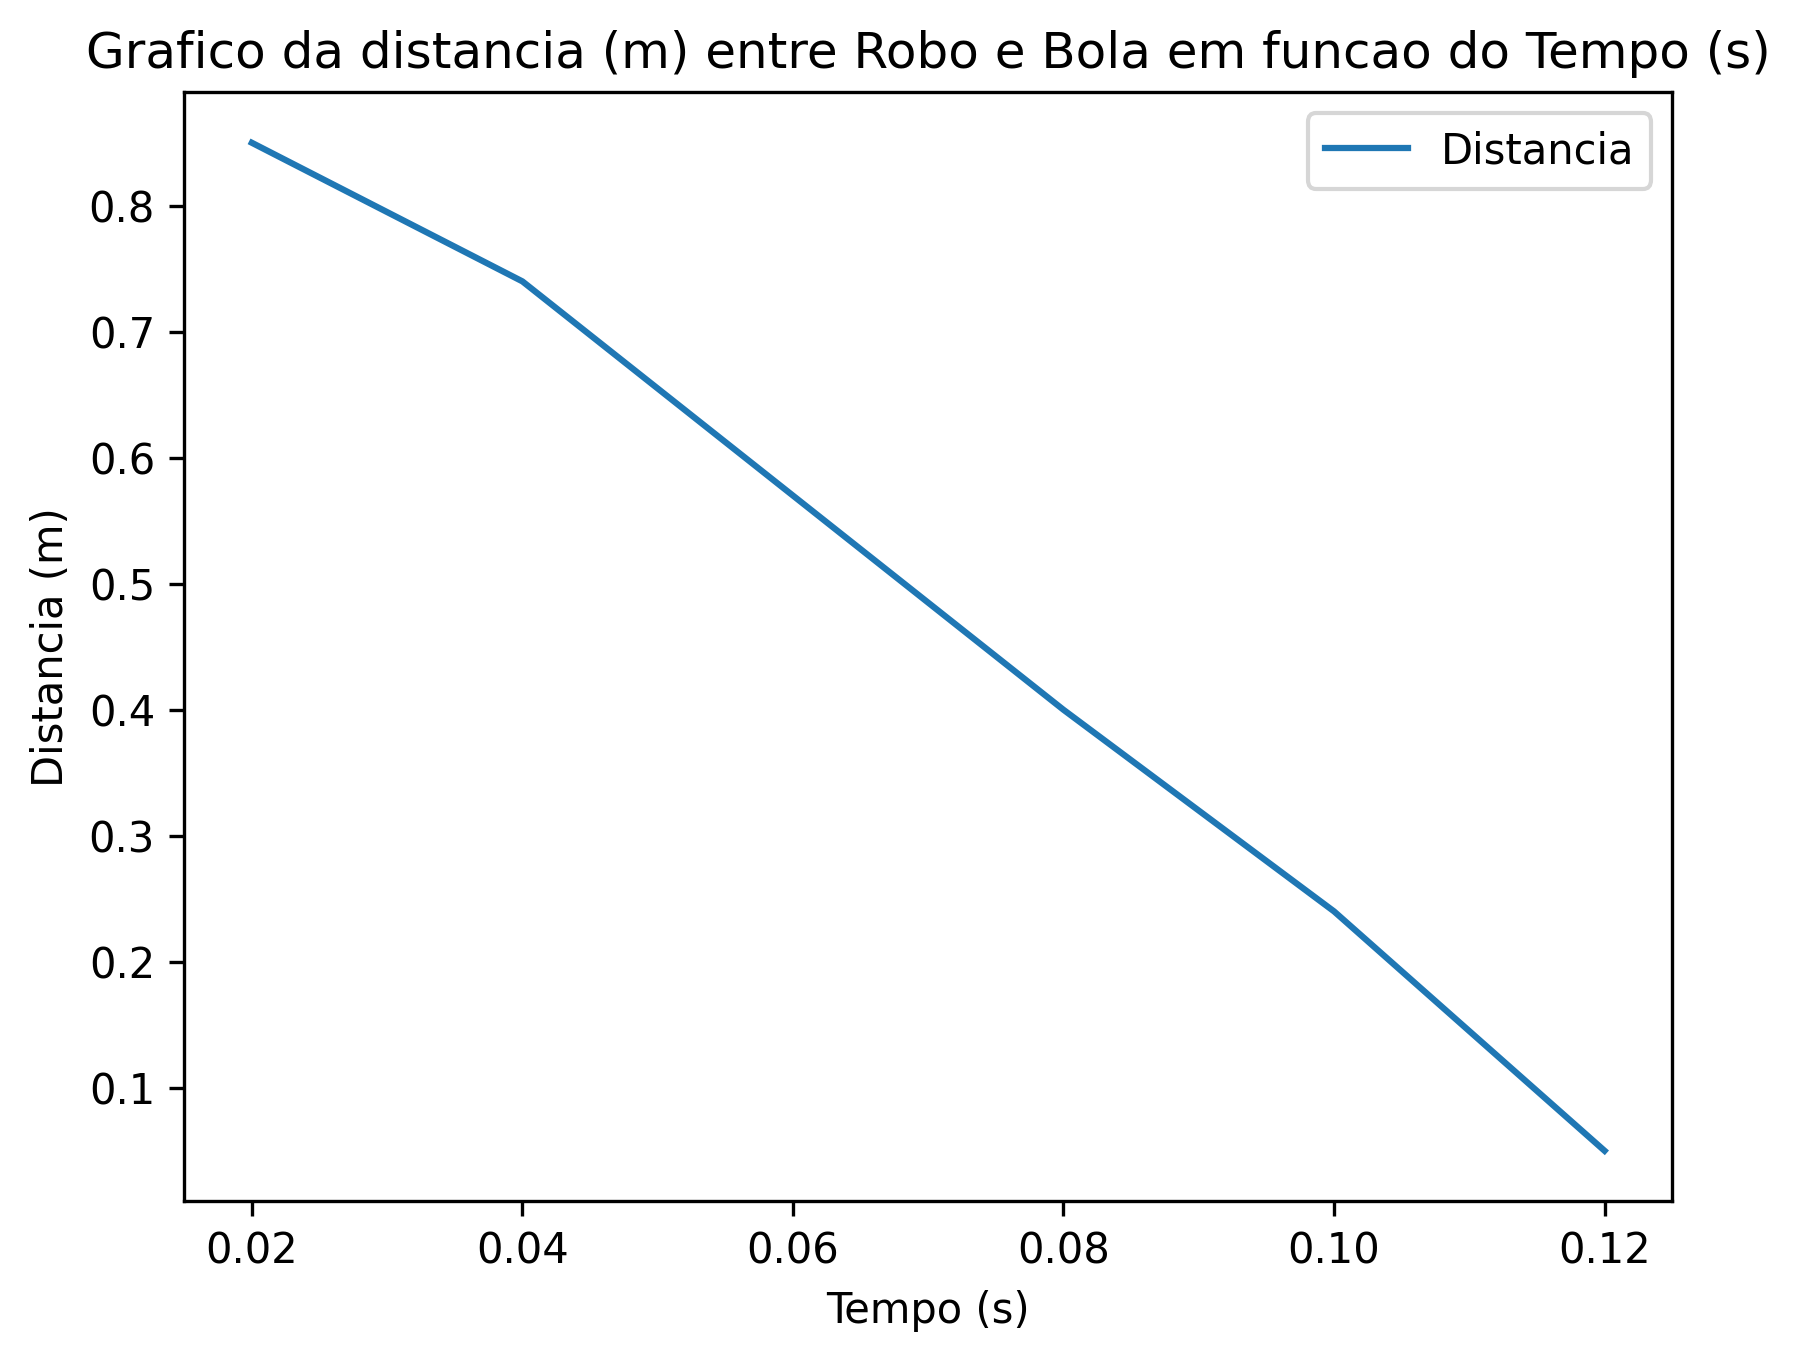 Grafico da distancia (m) entre Robo e Bola em funcao do Tempo (s)
Distancia
Distancia (m)
0.8
0.7
0.6
0.5
0.4
0.3
0.2
0.1
0.02 0.04 0.06 0.08 0.10 0.12
Tempo (s)